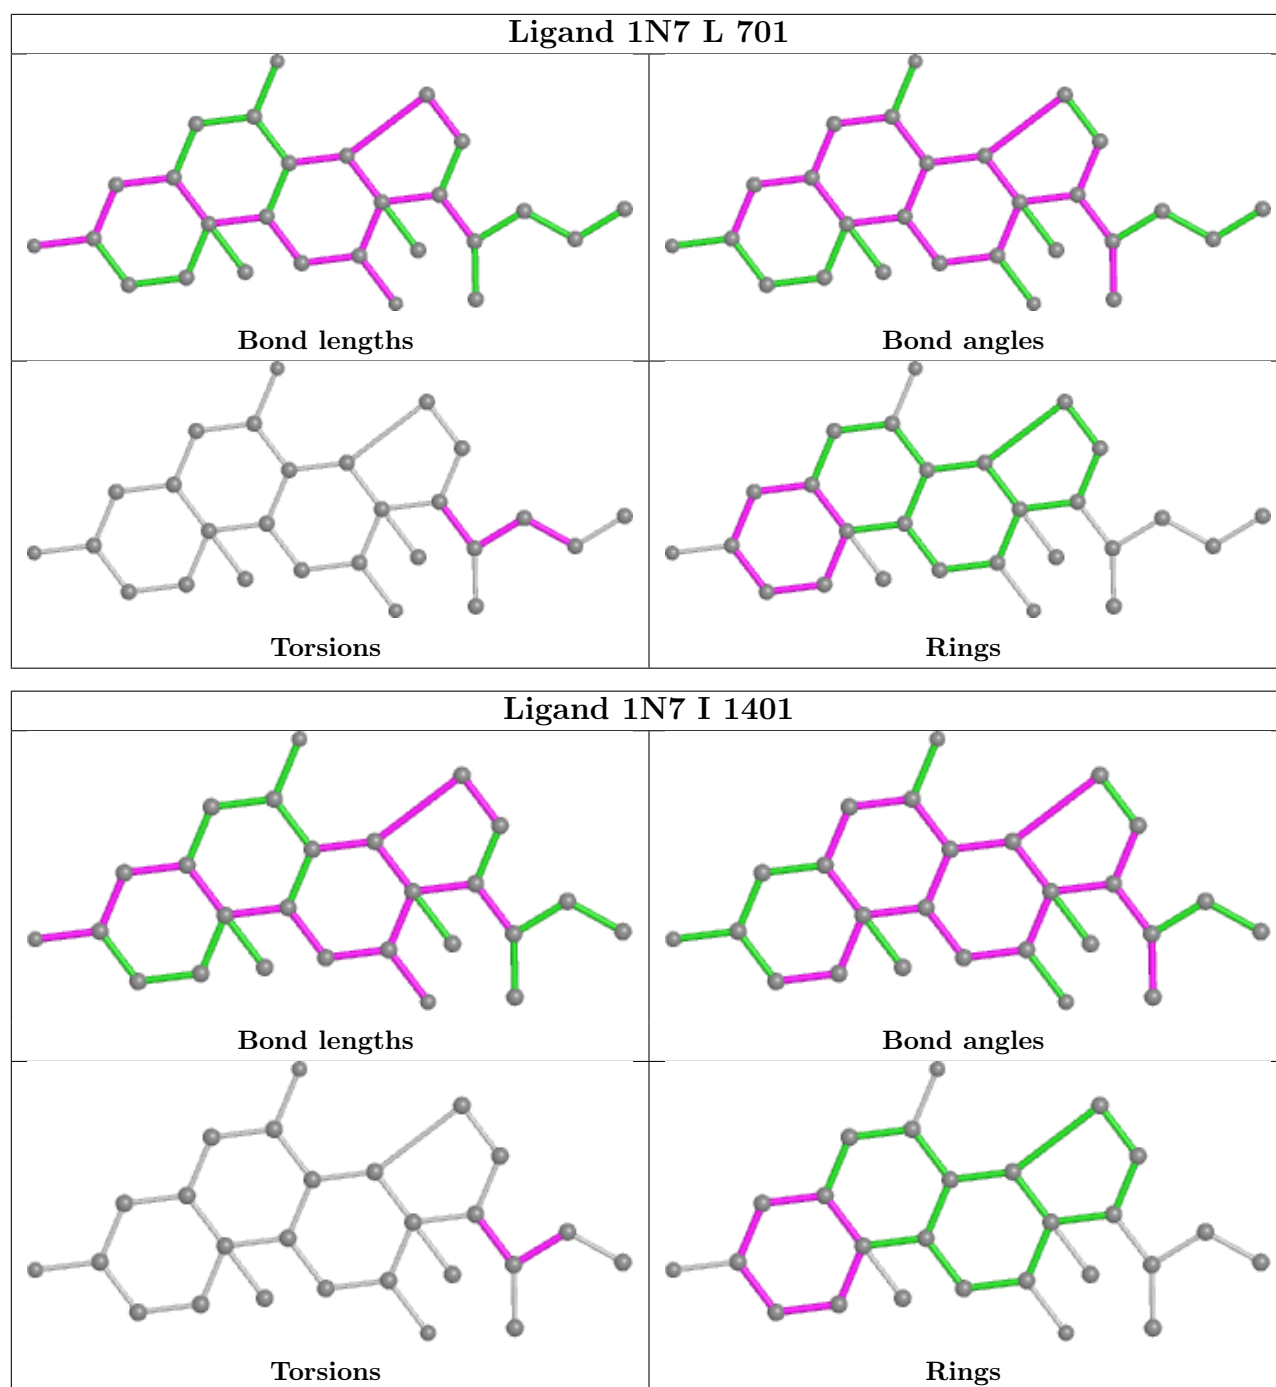 Ligand 1N7 L 701
Bond lengths
Bond angles
Torsions
Rings
Ligand 1N7 I 1401
Bond lengths
Bond angles
Torsions
Rings